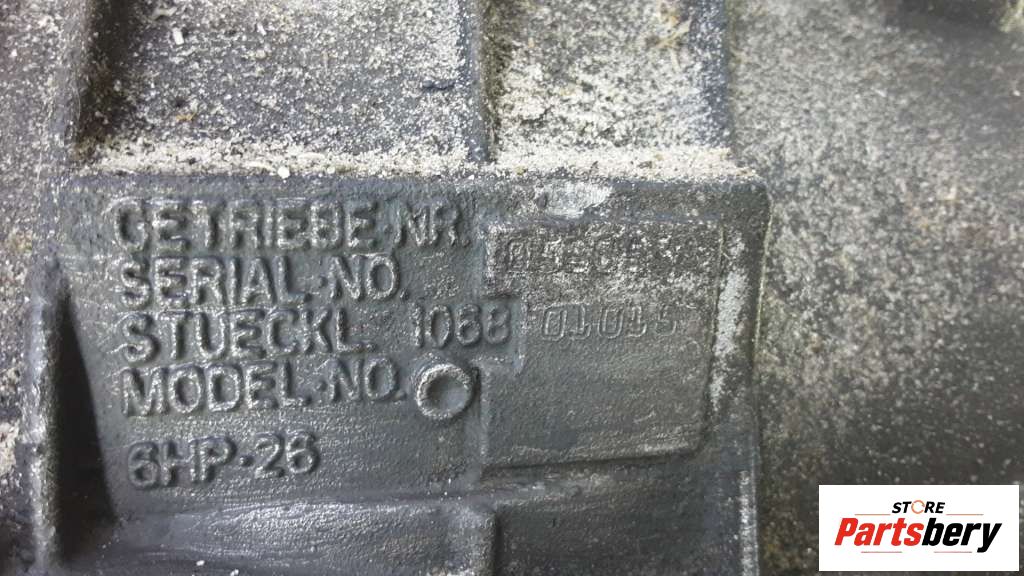 GETRIEBE-NR.
SERIAL-NO.
STUECKL. 1068
MODEL-NO.
6HP-26
STORE
Partsbery